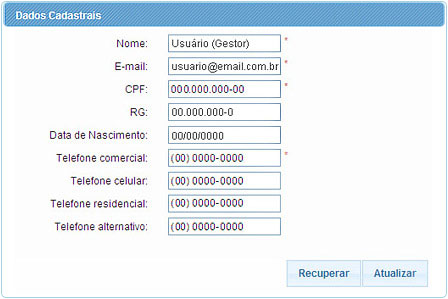 Dados Cadastrais
Nome: Usuário (Gestor) *
E-mail: usuario@email.com.br *
CPF: 000.000.000-00 *
RG: 00.000.000-0
Data de Nascimento: 00/00/0000
Telefone comercial: (00) 0000-0000 *
Telefone celular: (00) 0000-0000
Telefone residencial: (00) 0000-0000
Telefone alternativo: (00) 0000-0000
Recuperar Atualizar